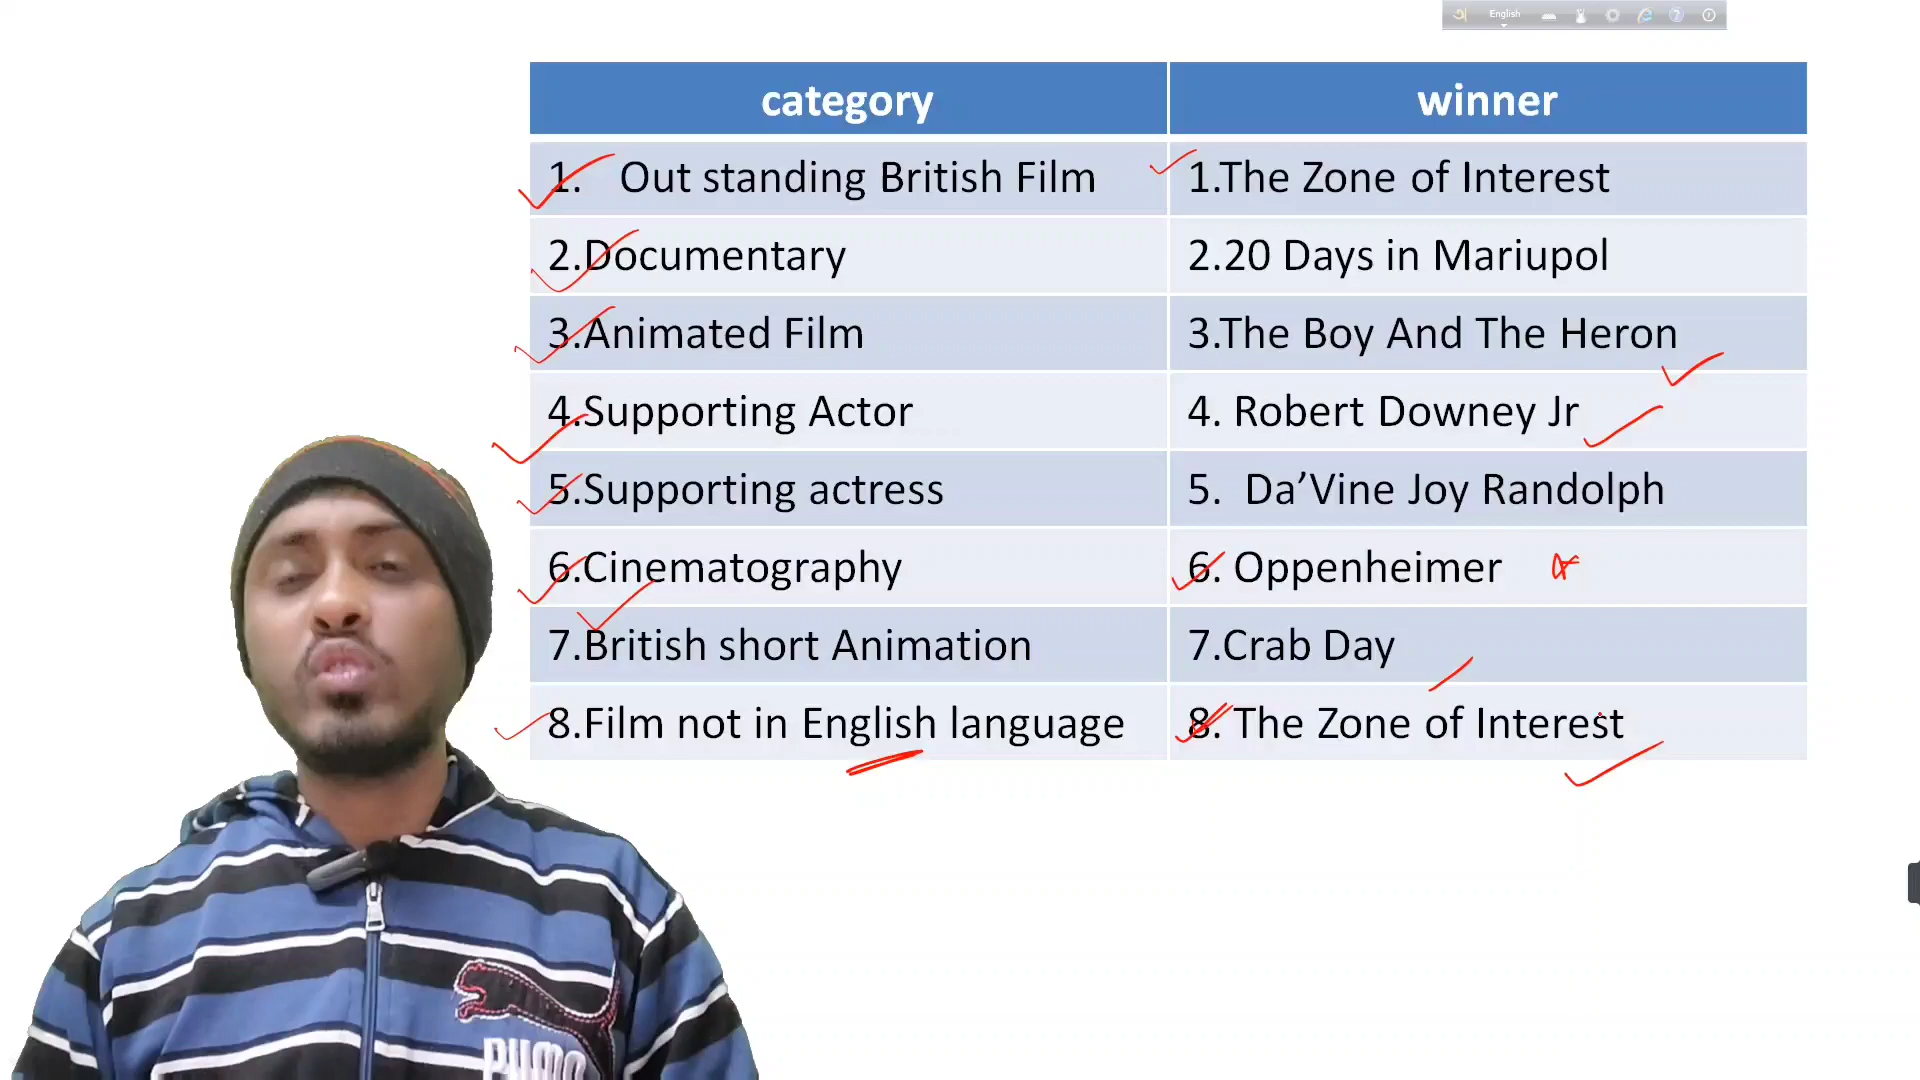 English
category winner
1. Out standing British Film 1.The Zone of Interest
2.Documentary 2.20 Days in Mariupol
3.Animated Film 3.The Boy And The Heron
4.Supporting Actor 4. Robert Downey Jr
5.Supporting actress 5. Da’Vine Joy Randolph
6.Cinematography 6. Oppenheimer
7.British short Animation 7.Crab Day
8.Film not in English language 8. The Zone of Interest
PUMA